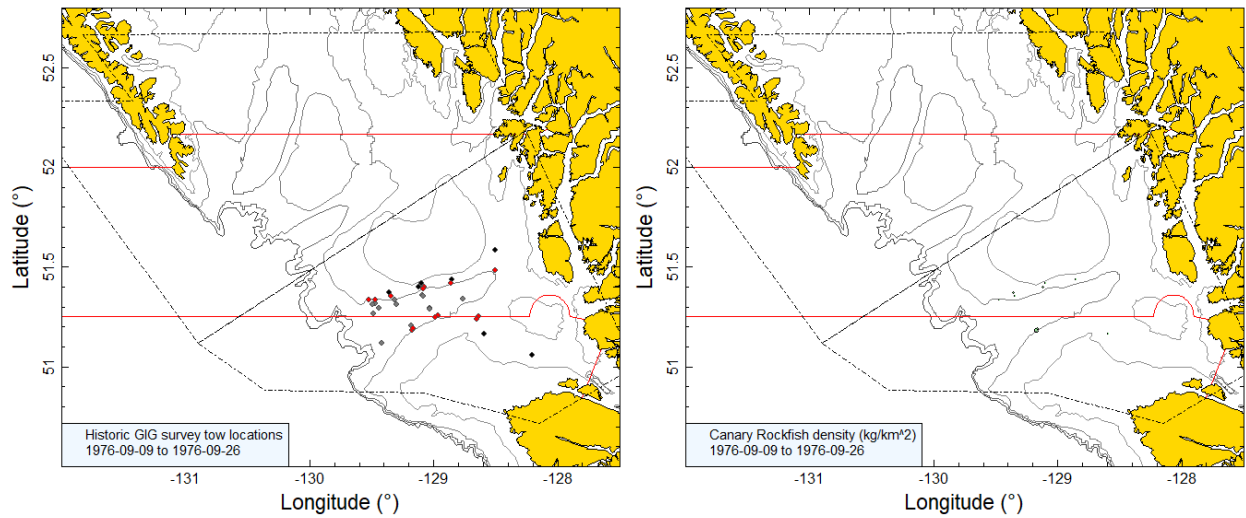 52.5
52
51.5
51
Latitude (°)
Historic GIG survey tow locations
1976-09-09 to 1976-09-26
-131
-130
-129
-128
Longitude (°)
52.5
52
51.5
51
Latitude (°)
Canary Rockfish density (kg/km^2)
1976-09-09 to 1976-09-26
-131
-130
-129
-128
Longitude (°)